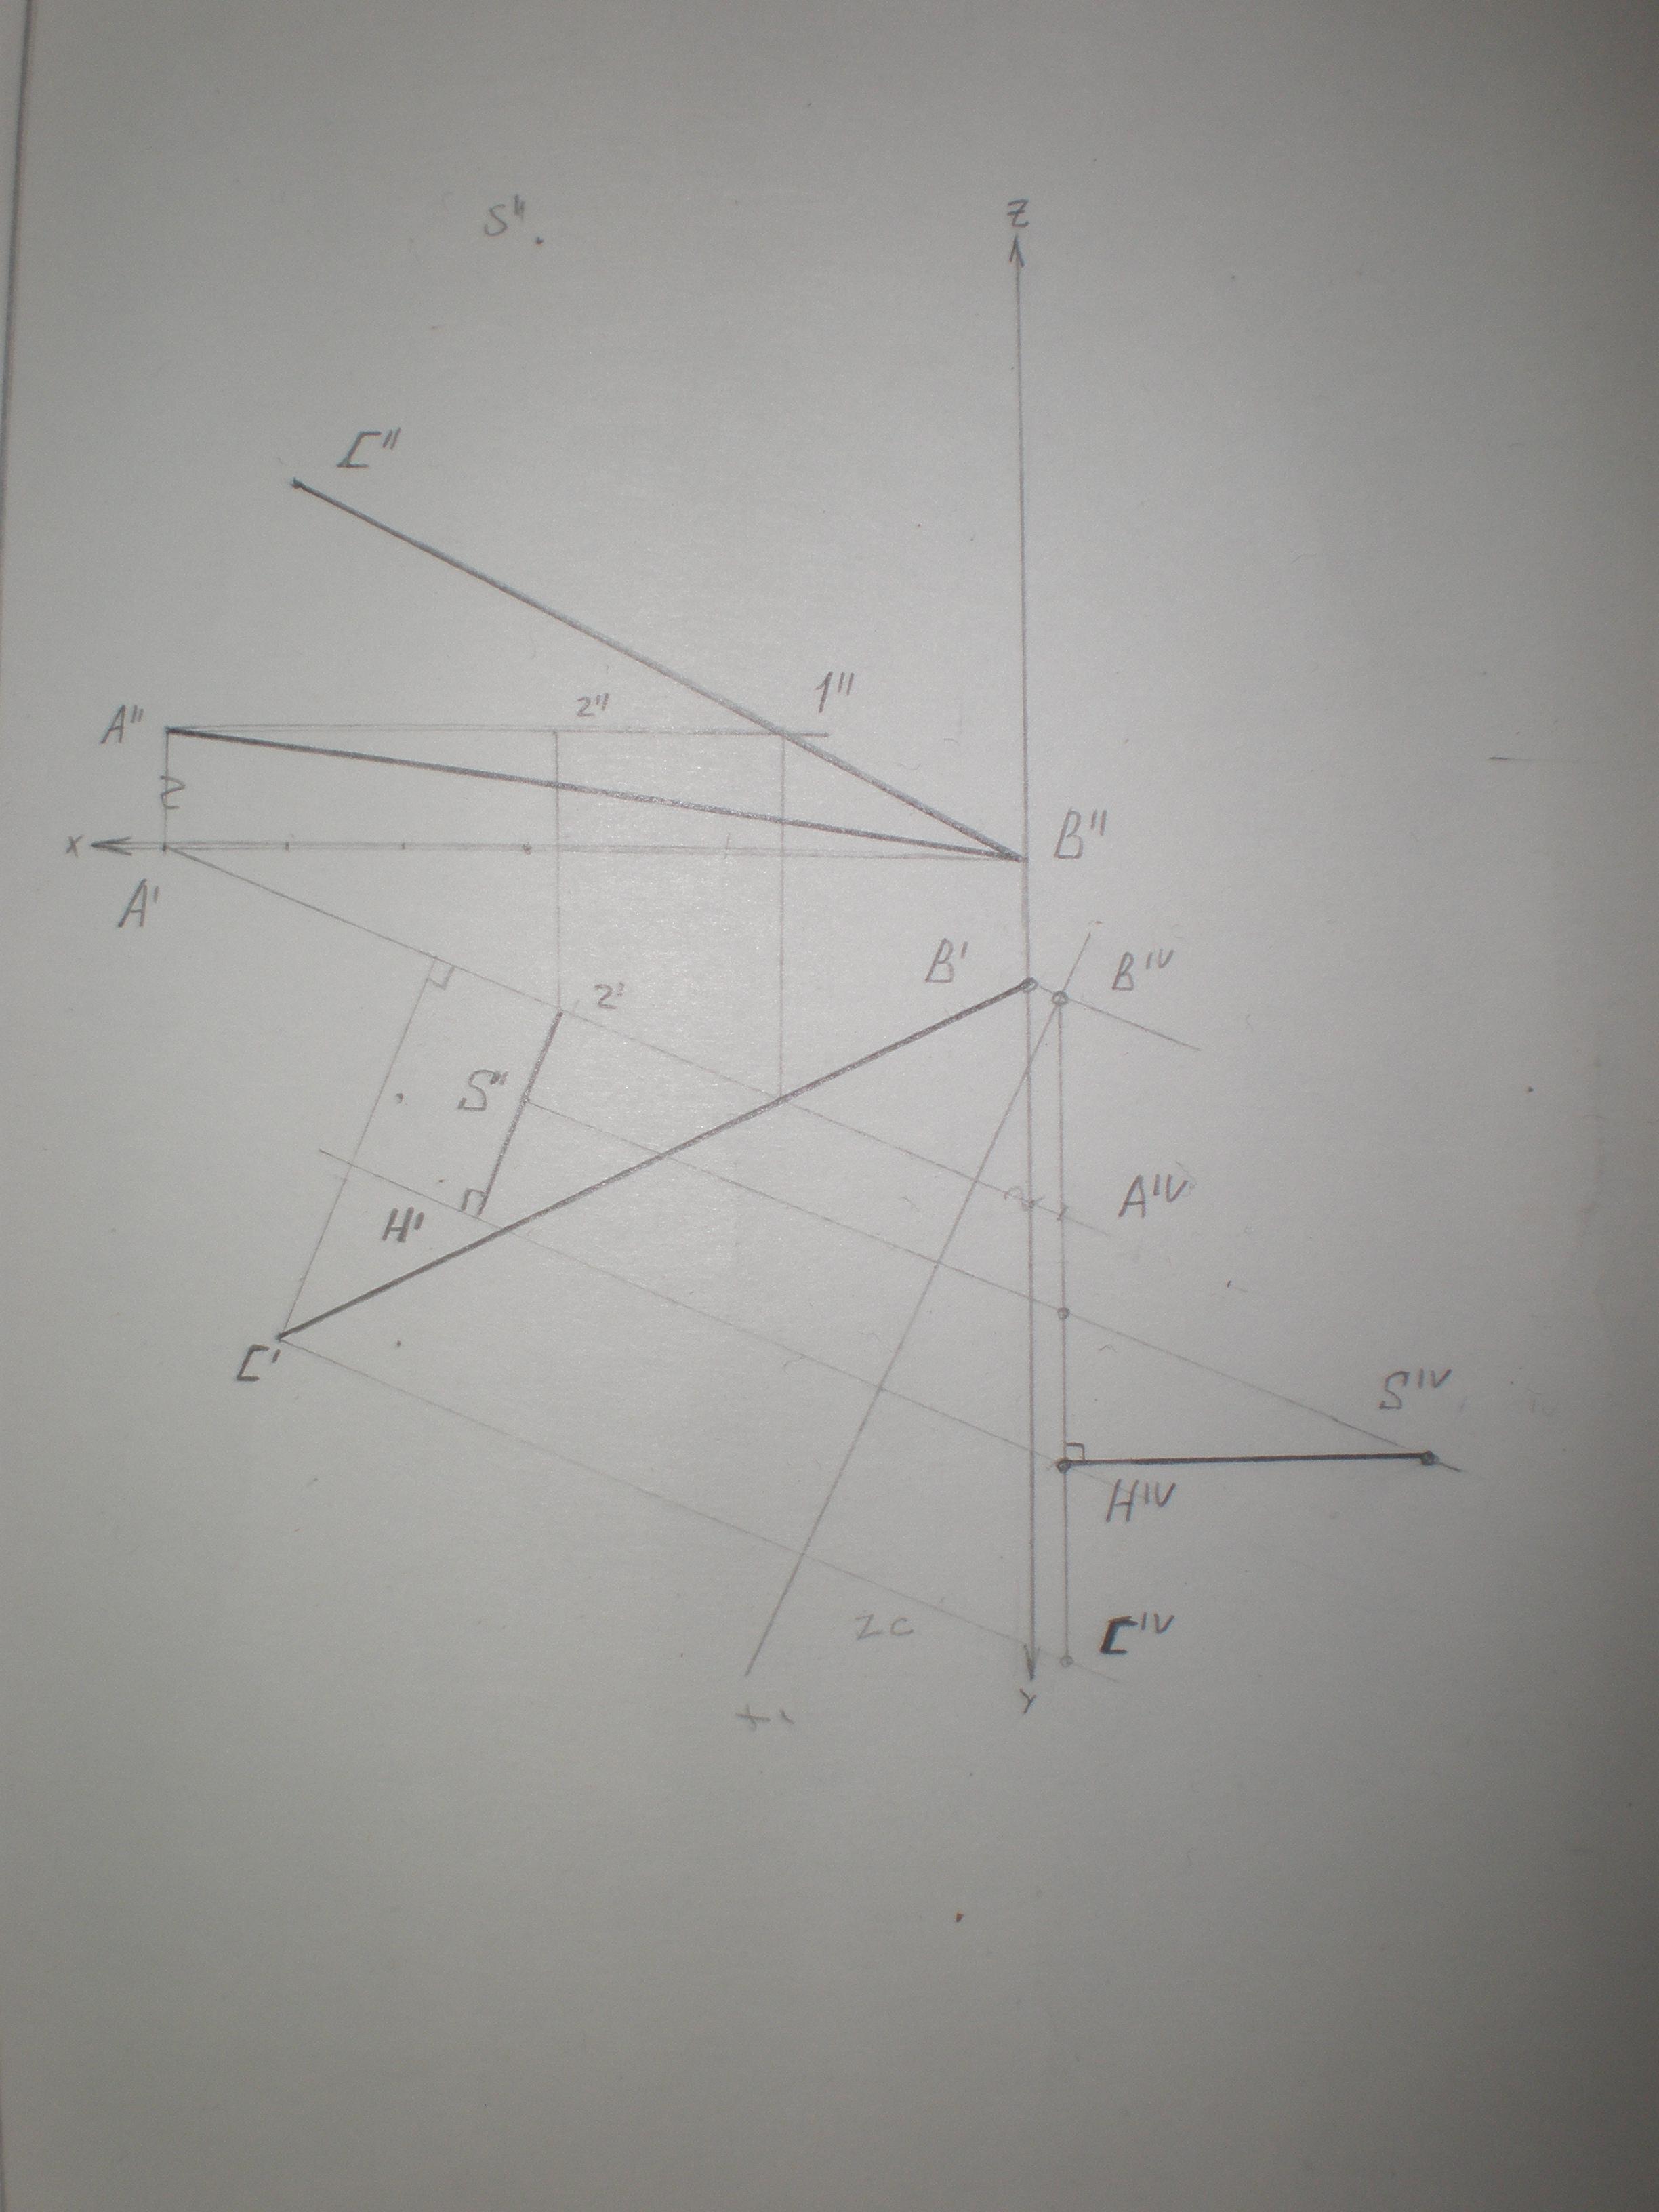 Z
S".
C"
2"
1"
A"
z
x
B"
A'
B'
B^IV
2'
S"
A^IV
H'
C'
S^IV
H^IV
C^IV
zc
Y